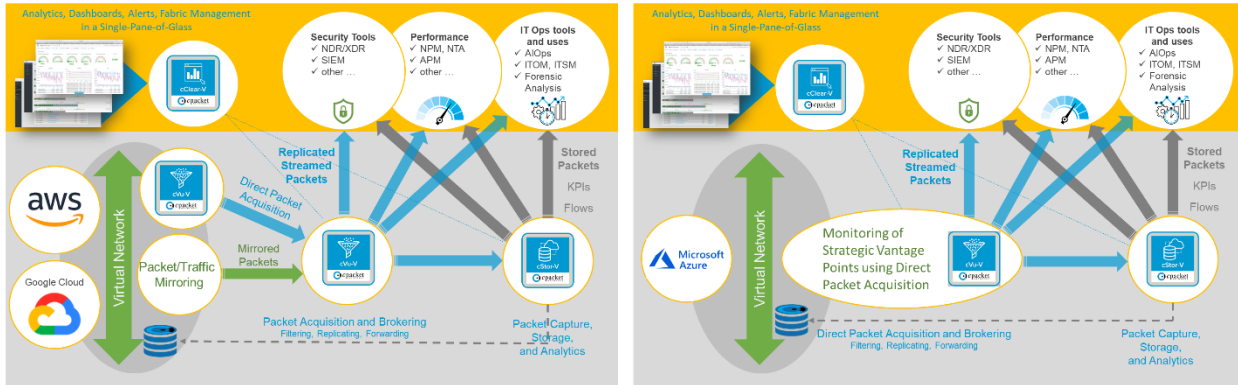 Analytics, Dashboards, Alerts, Fabric Management
in a Single-Pane-of-Glass
cClear-V
cpacket
Security Tools
✓ NDR/XDR
✓ SIEM
✓ other ...
Performance
✓ NPM, NTA
✓ APM
✓ other ...
IT Ops tools
and uses
✓ AIOps
✓ ITOM, ITSM
✓ Forensic
Analysis
aws
Google Cloud
Virtual Network
cVu-V
cpacket
Packet/Traffic
Mirroring
Direct Packet
Acquisition
Mirrored
Packets
Replicated
Streamed
Packets
cVu-V
cpacket
Stored
Packets
KPIs
Flows
cStor-V
cpacket
Packet Acquisition and Brokering
Filtering, Replicating, Forwarding
Packet Capture,
Storage,
and Analytics
Analytics, Dashboards, Alerts, Fabric Management
in a Single-Pane-of-Glass
cClear-V
cpacket
Security Tools
✓ NDR/XDR
✓ SIEM
✓ other ...
Performance
✓ NPM, NTA
✓ APM
✓ other ...
IT Ops tools
and uses
✓ AIOps
✓ ITOM, ITSM
✓ Forensic
Analysis
Microsoft
Azure
Virtual Network
Replicated
Streamed
Packets
Monitoring of
Strategic Vantage
Points using Direct
Packet Acquisition
cVu-V
cpacket
Stored
Packets
KPIs
Flows
cStor-V
cpacket
Direct Packet Acquisition and Brokering
Filtering, Replicating, Forwarding
Packet Capture,
Storage,
and Analytics